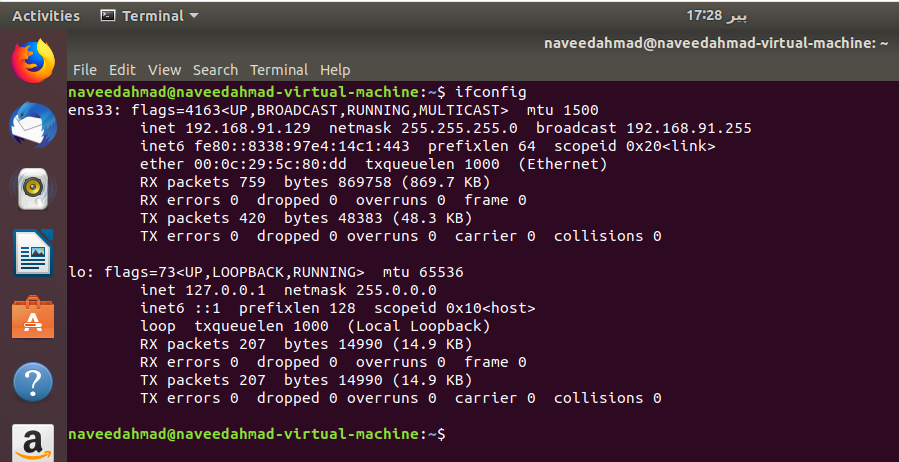 Activities Terminal 17:28 پیر
naveedahmad@naveedahmad-virtual-machine: ~
File Edit View Search Terminal Help
naveedahmad@naveedahmad-virtual-machine:~$ ifconfig
ens33: flags=4163<UP,BROADCAST,RUNNING,MULTICAST>  mtu 1500
        inet 192.168.91.129  netmask 255.255.255.0  broadcast 192.168.91.255
        inet6 fe80::8338:97e4:14c1:443  prefixlen 64  scopeid 0x20<link>
        ether 00:0c:29:5c:80:dd  txqueuelen 1000  (Ethernet)
        RX packets 759  bytes 869758 (869.7 KB)
        RX errors 0  dropped 0  overruns 0  frame 0
        TX packets 420  bytes 48383 (48.3 KB)
        TX errors 0  dropped 0 overruns 0  carrier 0  collisions 0
lo: flags=73<UP,LOOPBACK,RUNNING>  mtu 65536
        inet 127.0.0.1  netmask 255.0.0.0
        inet6 ::1  prefixlen 128  scopeid 0x10<host>
        loop  txqueuelen 1000  (Local Loopback)
        RX packets 207  bytes 14990 (14.9 KB)
        RX errors 0  dropped 0  overruns 0  frame 0
        TX packets 207  bytes 14990 (14.9 KB)
        TX errors 0  dropped 0 overruns 0  carrier 0  collisions 0
naveedahmad@naveedahmad-virtual-machine:~$